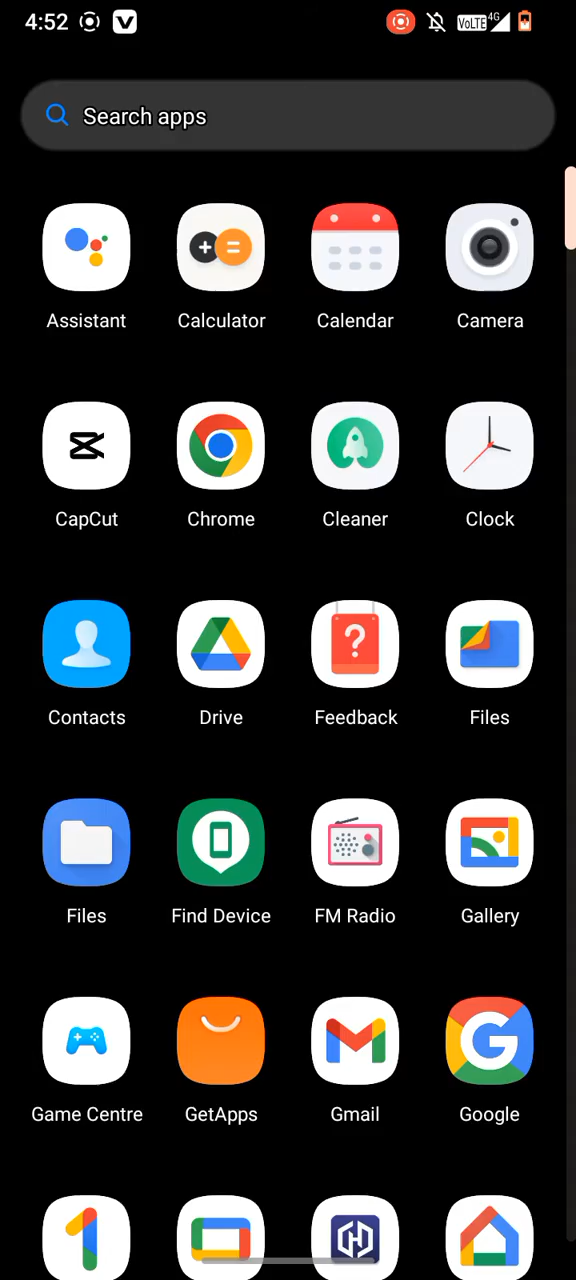 4:52 VoLTE 4G
Search apps
Assistant Calculator Calendar Camera
CapCut Chrome Cleaner Clock
Contacts Drive Feedback Files
Files Find Device FM Radio Gallery
Game Centre GetApps Gmail Google